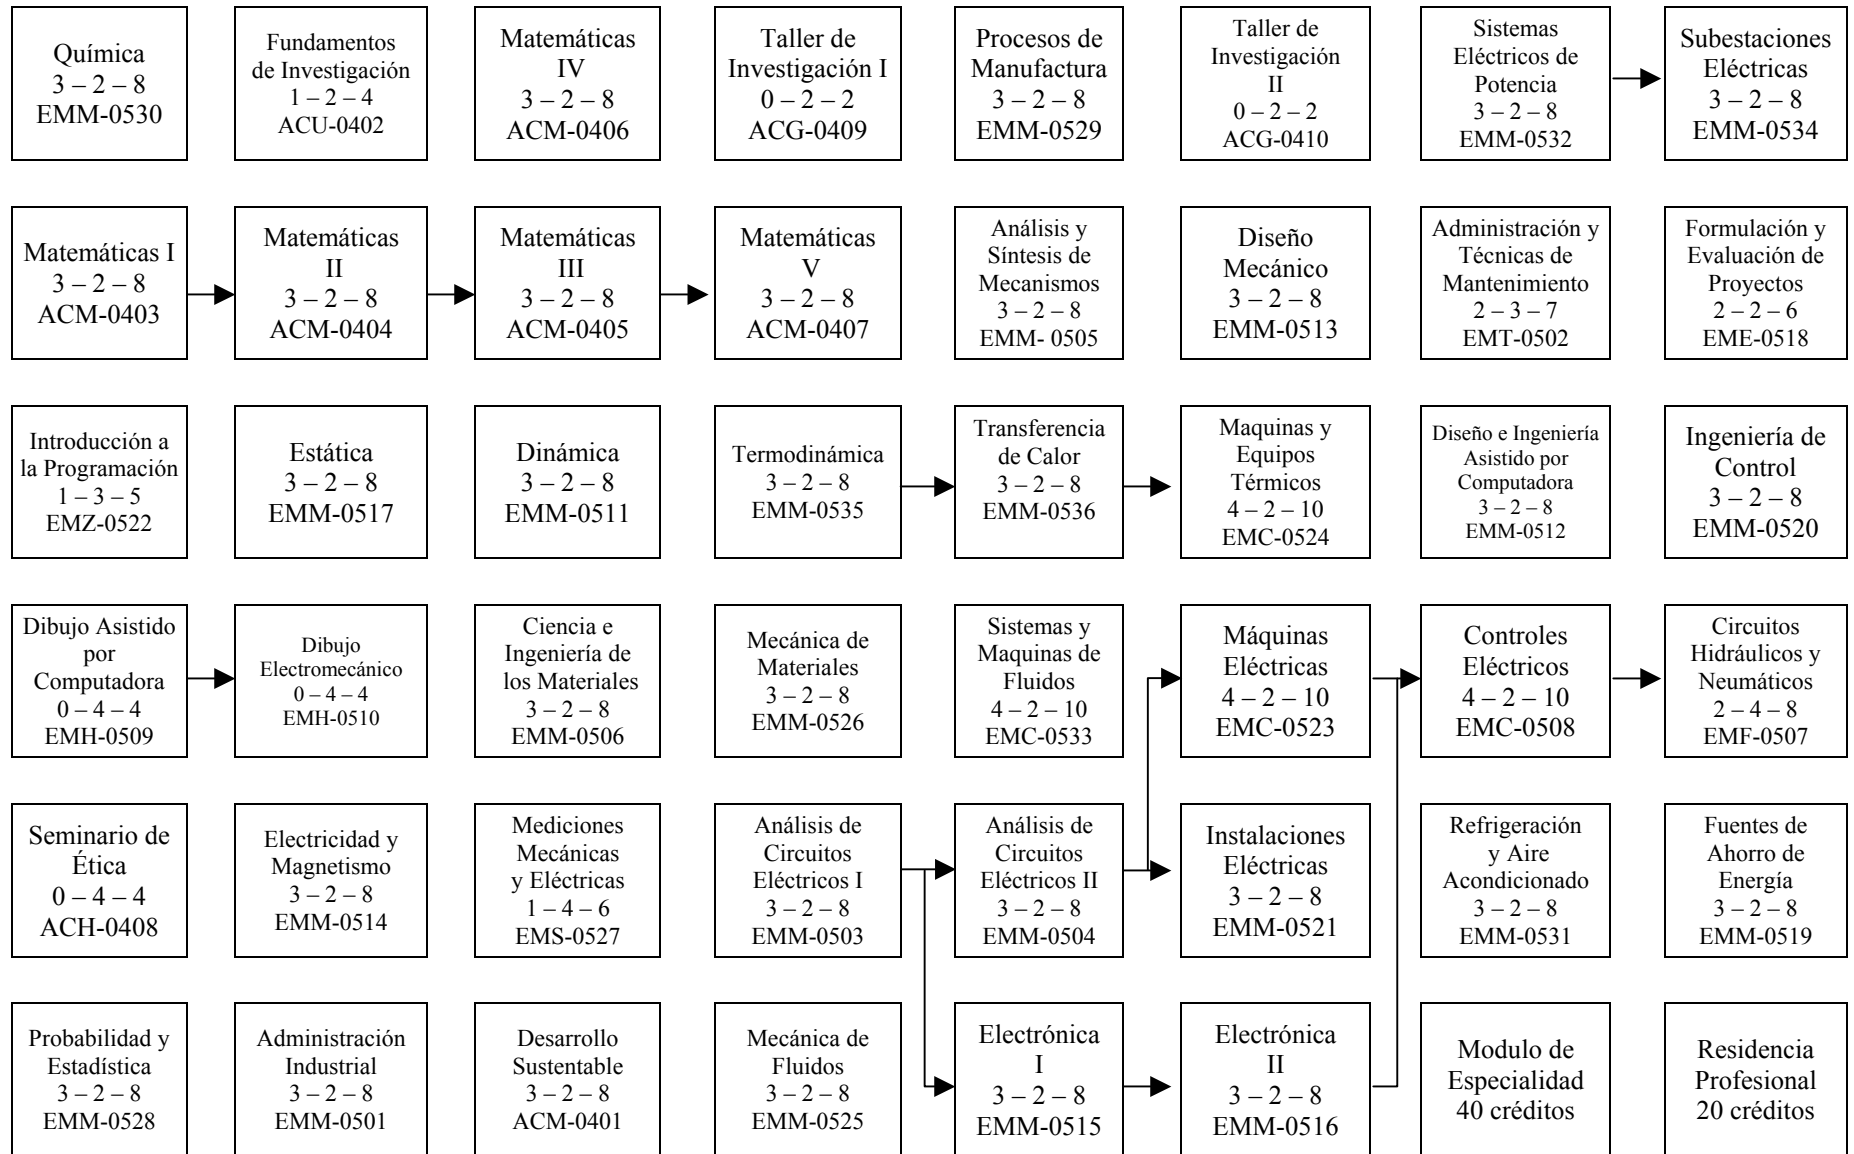 Química
3 – 2 – 8
EMM-0530
Fundamentos
de Investigación
1 – 2 – 4
ACU-0402
Matemáticas
IV
3 – 2 – 8
ACM-0406
Taller de
Investigación I
0 – 2 – 2
ACG-0409
Procesos de
Manufactura
3 – 2 – 8
EMM-0529
Taller de
Investigación
II
0 – 2 – 2
ACG-0410
Sistemas
Eléctricos de
Potencia
3 – 2 – 8
EMM-0532
Subestaciones
Eléctricas
3 – 2 – 8
EMM-0534
Matemáticas I
3 – 2 – 8
ACM-0403
Matemáticas
II
3 – 2 – 8
ACM-0404
Matemáticas
III
3 – 2 – 8
ACM-0405
Matemáticas
V
3 – 2 – 8
ACM-0407
Análisis y
Síntesis de
Mecanismos
3 – 2 – 8
EMM- 0505
Diseño
Mecánico
3 – 2 – 8
EMM-0513
Administración y
Técnicas de
Mantenimiento
2 – 3 – 7
EMT-0502
Formulación y
Evaluación de
Proyectos
2 – 2 – 6
EME-0518
Introducción a
la Programación
1 – 3 – 5
EMZ-0522
Estática
3 – 2 – 8
EMM-0517
Dinámica
3 – 2 – 8
EMM-0511
Termodinámica
3 – 2 – 8
EMM-0535
Transferencia
de Calor
3 – 2 – 8
EMM-0536
Maquinas y
Equipos
Térmicos
4 – 2 – 10
EMC-0524
Diseño e Ingeniería
Asistido por
Computadora
3 – 2 – 8
EMM-0512
Ingeniería de
Control
3 – 2 – 8
EMM-0520
Dibujo Asistido
por
Computadora
0 – 4 – 4
EMH-0509
Dibujo
Electromecánico
0 – 4 – 4
EMH-0510
Ciencia e
Ingeniería de
los Materiales
3 – 2 – 8
EMM-0506
Mecánica de
Materiales
3 – 2 – 8
EMM-0526
Sistemas y
Maquinas de
Fluidos
4 – 2 – 10
EMC-0533
Máquinas
Eléctricas
4 – 2 – 10
EMC-0523
Controles
Eléctricos
4 – 2 – 10
EMC-0508
Circuitos
Hidráulicos y
Neumáticos
2 – 4 – 8
EMF-0507
Seminario de
Ética
0 – 4 – 4
ACH-0408
Electricidad y
Magnetismo
3 – 2 – 8
EMM-0514
Mediciones
Mecánicas
y Eléctricas
1 – 4 – 6
EMS-0527
Análisis de
Circuitos
Eléctricos I
3 – 2 – 8
EMM-0503
Análisis de
Circuitos
Eléctricos II
3 – 2 – 8
EMM-0504
Instalaciones
Eléctricas
3 – 2 – 8
EMM-0521
Refrigeración
y Aire
Acondicionado
3 – 2 – 8
EMM-0531
Fuentes de
Ahorro de
Energía
3 – 2 – 8
EMM-0519
Probabilidad y
Estadística
3 – 2 – 8
EMM-0528
Administración
Industrial
3 – 2 – 8
EMM-0501
Desarrollo
Sustentable
3 – 2 – 8
ACM-0401
Mecánica de
Fluidos
3 – 2 – 8
EMM-0525
Electrónica
I
3 – 2 – 8
EMM-0515
Electrónica
II
3 – 2 – 8
EMM-0516
Modulo de
Especialidad
40 créditos
Residencia
Profesional
20 créditos